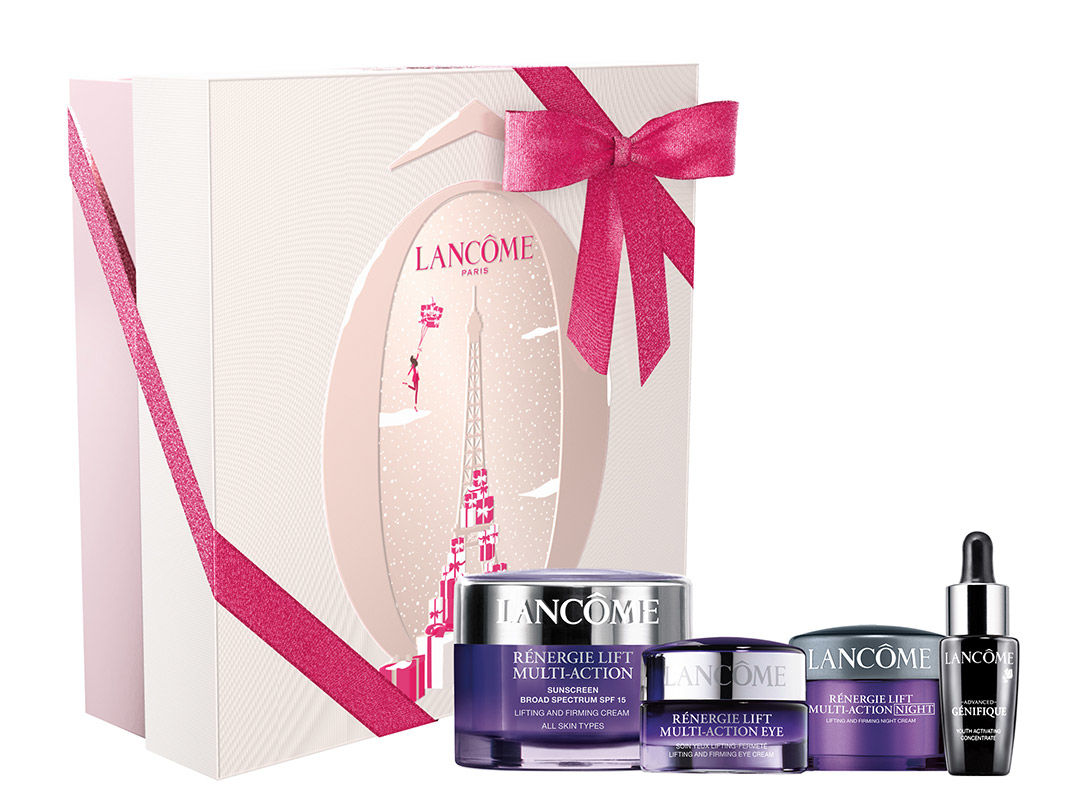 LANCÔME
PARIS
LANCÔME
RÉNERGIE LIFT
MULTI-ACTION
SUNSCREEN
BROAD SPECTRUM SPF 15
LIFTING AND FIRMING CREAM
ALL SKIN TYPES
LANCÔME
RÉNERGIE LIFT
MULTI-ACTION EYE
SOIN YEUX LIFTING-FERMETÉ
LIFTING AND FIRMING EYE CREAM
LANCÔME
RÉNERGIE LIFT
MULTI-ACTION NIGHT
LIFTING AND FIRMING NIGHT CREAM
LANCÔME
ADVANCED
GÉNIFIQUE
YOUTH ACTIVATING
CONCENTRATE